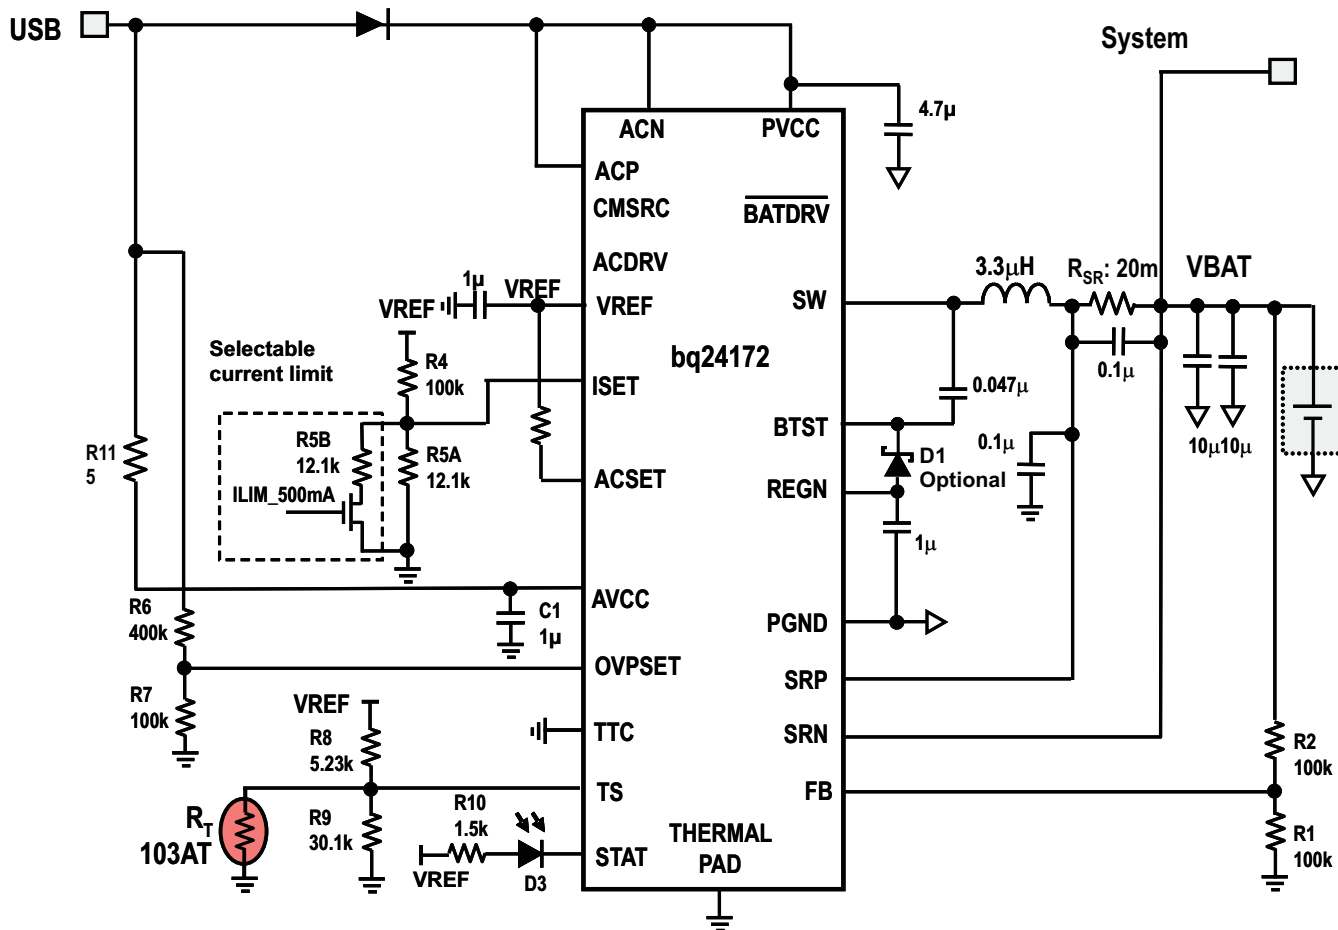 USB
System
4.7µ
ACN
PVCC
ACP
CMSRC
BATDRV
ACDRV
3.3µH
RSR: 20m
VBAT
1µ
VREF
VREF
VREF
SW
Selectable
current limit
R4
100k
bq24172
ISET
0.1µ
0.047µ
R5B
12.1k
R5A
12.1k
BTST
10µ
10µ
R11
5
ILIM_500mA
ACSET
D1
Optional
0.1µ
REGN
1µ
R6
400k
AVCC
C1
1µ
PGND
OVPSET
SRP
R7
100k
VREF
R8
5.23k
TTC
SRN
R2
100k
TS
FB
RT
103AT
R9
30.1k
R10
1.5k
THERMAL
PAD
R1
100k
STAT
VREF
D3